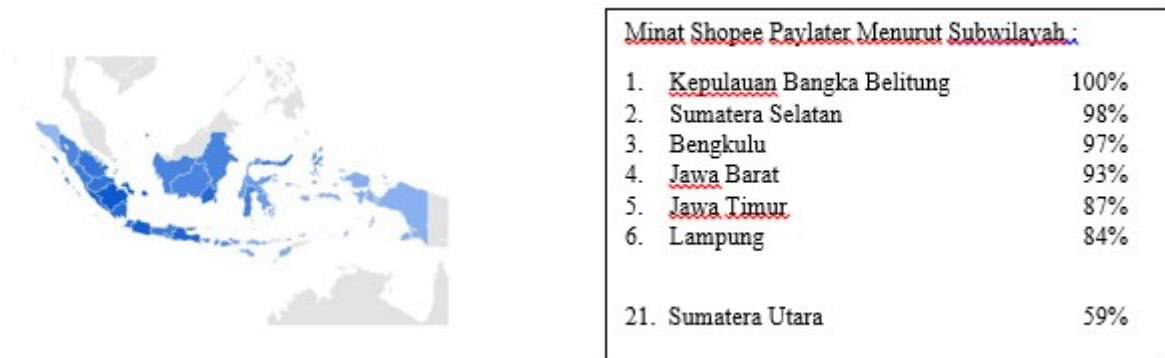 Minat Shopee Paylater Menurut Subwilayah :
1. Kepulauan Bangka Belitung 100%
2. Sumatera Selatan 98%
3. Bengkulu 97%
4. Jawa Barat 93%
5. Jawa Timur 87%
6. Lampung 84%
21. Sumatera Utara 59%